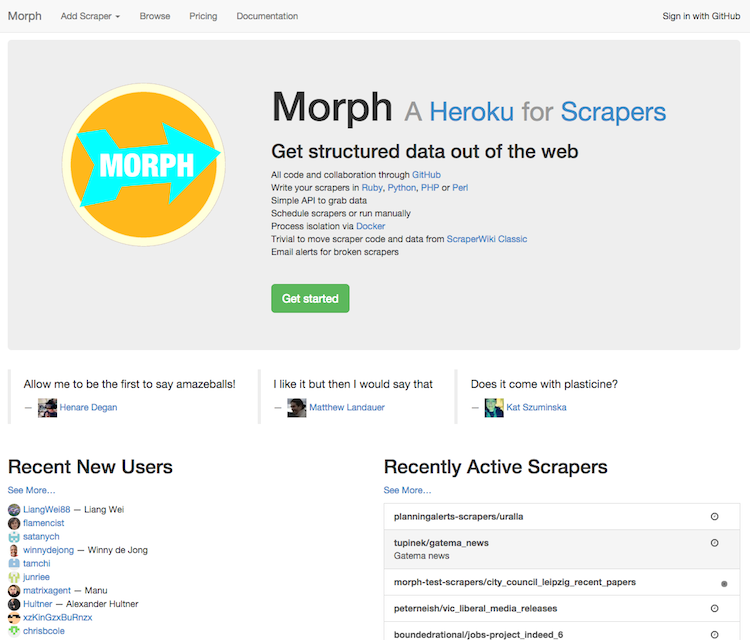 Morph Add Scraper Browse Pricing Documentation Sign in with GitHub
MORPH
Morph A Heroku for Scrapers
Get structured data out of the web
All code and collaboration through GitHub
Write your scrapers in Ruby, Python, PHP or Perl
Simple API to grab data
Schedule scrapers or run manually
Process isolation via Docker
Trivial to move scraper code and data from ScraperWiki Classic
Email alerts for broken scrapers
Get started
Allow me to be the first to say amazeballs!
— Henare Degan
I like it but then I would say that
— Matthew Landauer
Does it come with plasticine?
— Kat Szuminska
Recent New Users
See More…
LiangWei88 — Liang Wei
flamencist
satanych
winnydejong — Winny de Jong
tamchi
junriee
matrixagent — Manu
Hultner — Alexander Hultner
xzKinGzxBuRnzx
chrisbcole
Recently Active Scrapers
See More…
planningalerts-scrapers/uralla
tupinek/gatema_news
Gatema news
morph-test-scrapers/city_council_leipzig_recent_papers
peterneish/vic_liberal_media_releases
boundedrational/jobs-project_indeed_6